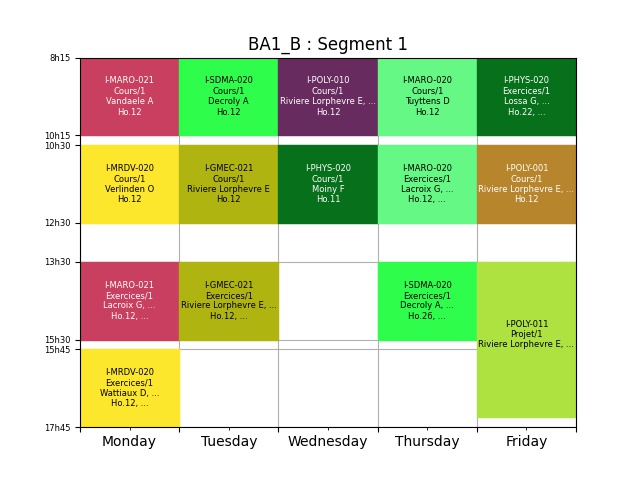 BA1_B : Segment 1
8h15
I-MARO-021
Cours/1
Vandaele A
Ho.12
I-SDMA-020
Cours/1
Decroly A
Ho.12
I-POLY-010
Cours/1
Riviere Lorphevre E, ...
Ho.12
I-MARO-020
Cours/1
Tuyttens D
Ho.12
I-PHYS-020
Exercices/1
Lossa G, ...
Ho.22, ...
10h15
10h30
I-MRDV-020
Cours/1
Verlinden O
Ho.12
I-GMEC-021
Cours/1
Riviere Lorphevre E
Ho.12
I-PHYS-020
Cours/1
Moiny F
Ho.11
I-MARO-020
Exercices/1
Lacroix G, ...
Ho.12, ...
I-POLY-001
Cours/1
Riviere Lorphevre E, ...
Ho.12
12h30
13h30
I-MARO-021
Exercices/1
Lacroix G, ...
Ho.12, ...
I-GMEC-021
Exercices/1
Riviere Lorphevre E, ...
Ho.12, ...
I-SDMA-020
Exercices/1
Decroly A, ...
Ho.26, ...
I-POLY-011
Projet/1
Riviere Lorphevre E, ...
15h30
15h45
I-MRDV-020
Exercices/1
Wattiaux D, ...
Ho.12, ...
17h45
Monday
Tuesday
Wednesday
Thursday
Friday